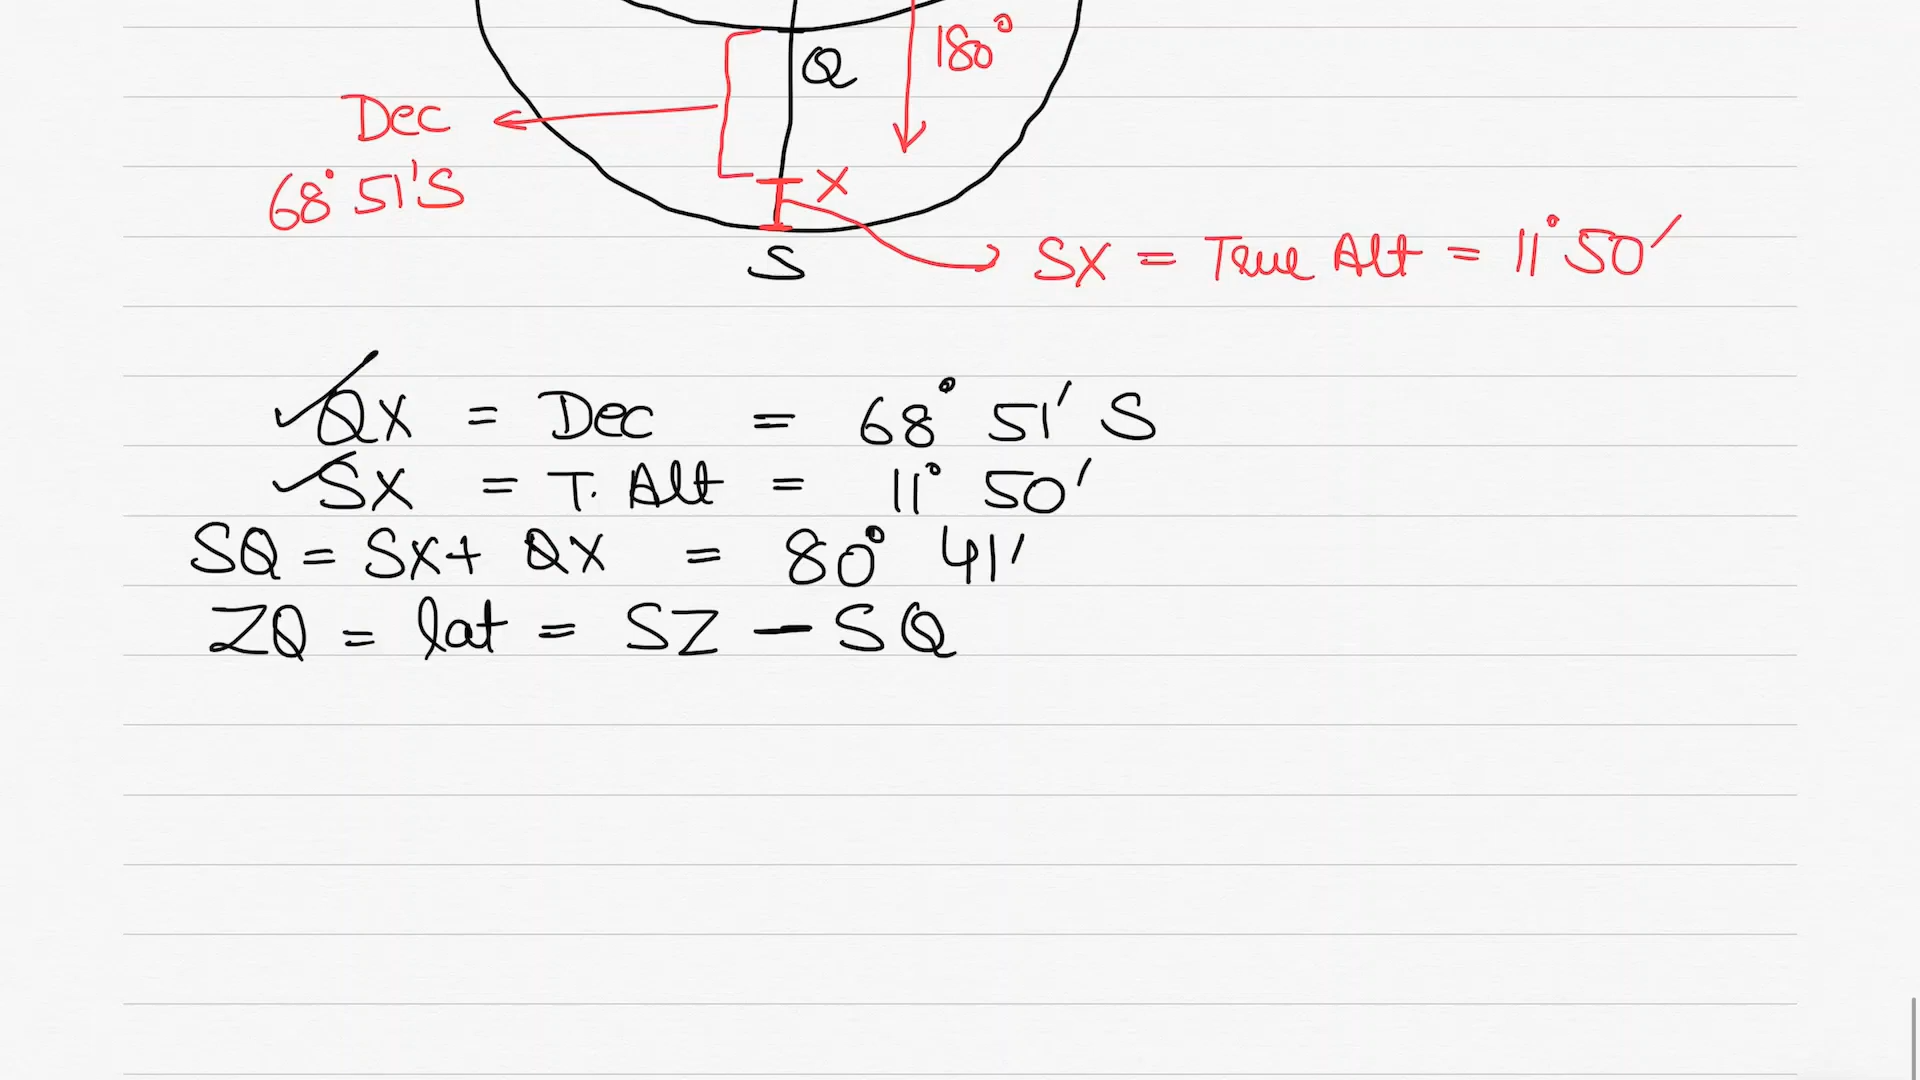 180°
Q
Dec
68° 51' S
X
S
SX = True Alt = 11° 50'
QX = Dec = 68° 51' S
SX = T. Alt = 11° 50'
SQ = SX + QX = 80° 41'
ZQ = lat = SZ - SQ